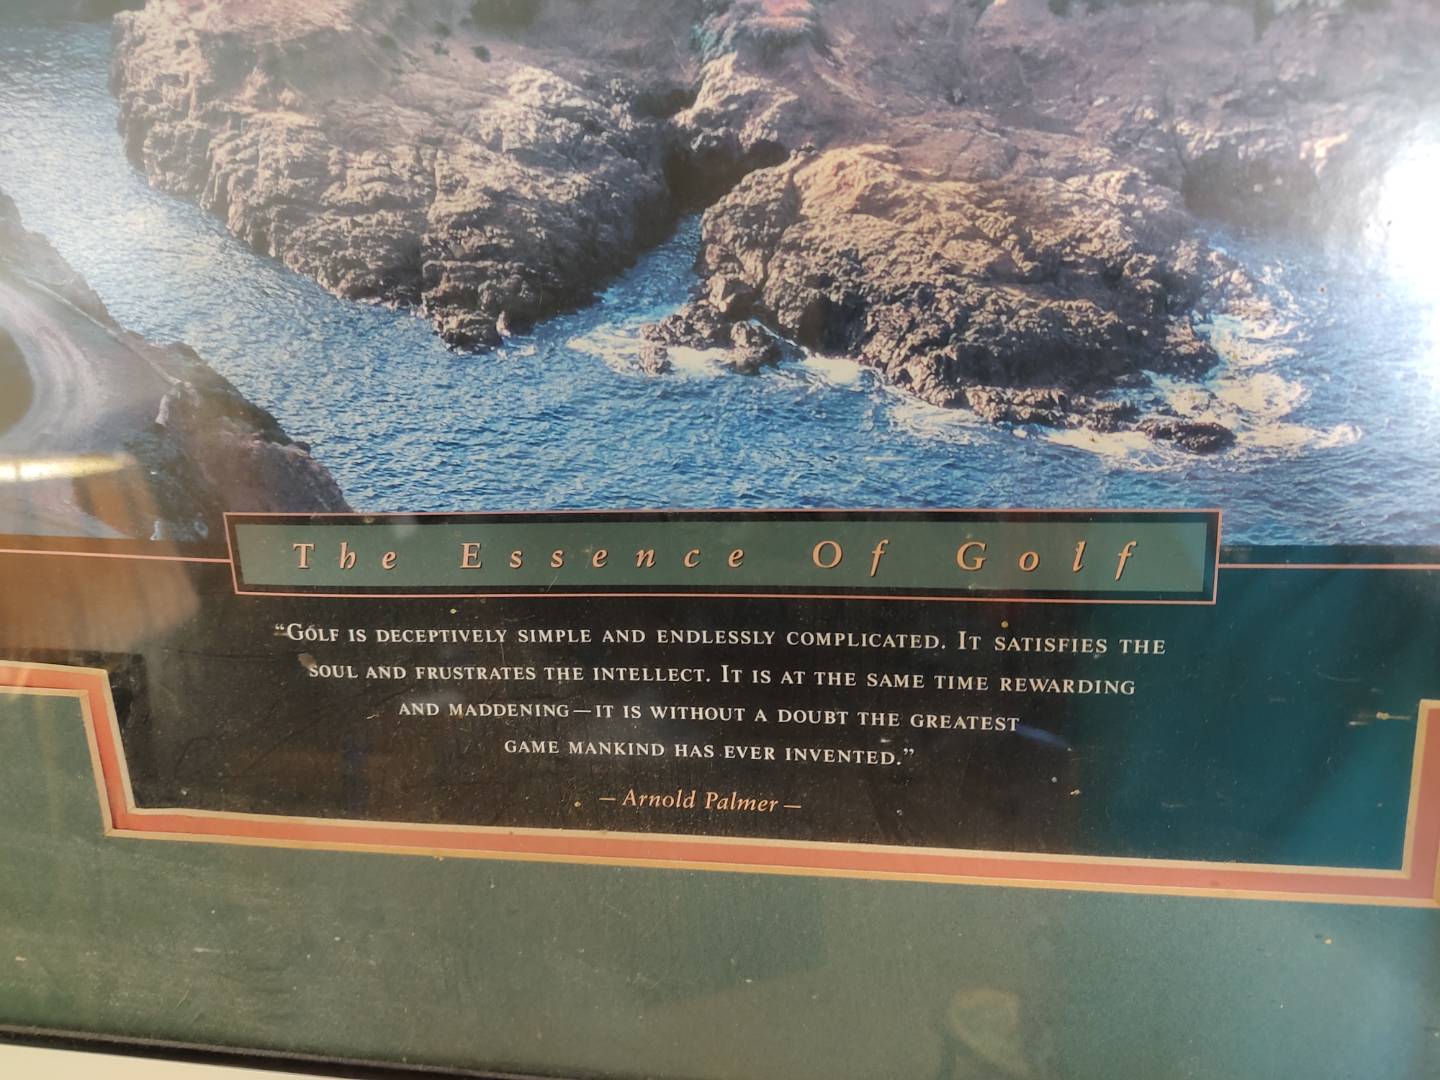 The Essence Of Golf
“Golf is deceptively simple and endlessly complicated. It satisfies the
soul and frustrates the intellect. It is at the same time rewarding
and maddening—it is without a doubt the greatest
game mankind has ever invented.”
— Arnold Palmer —